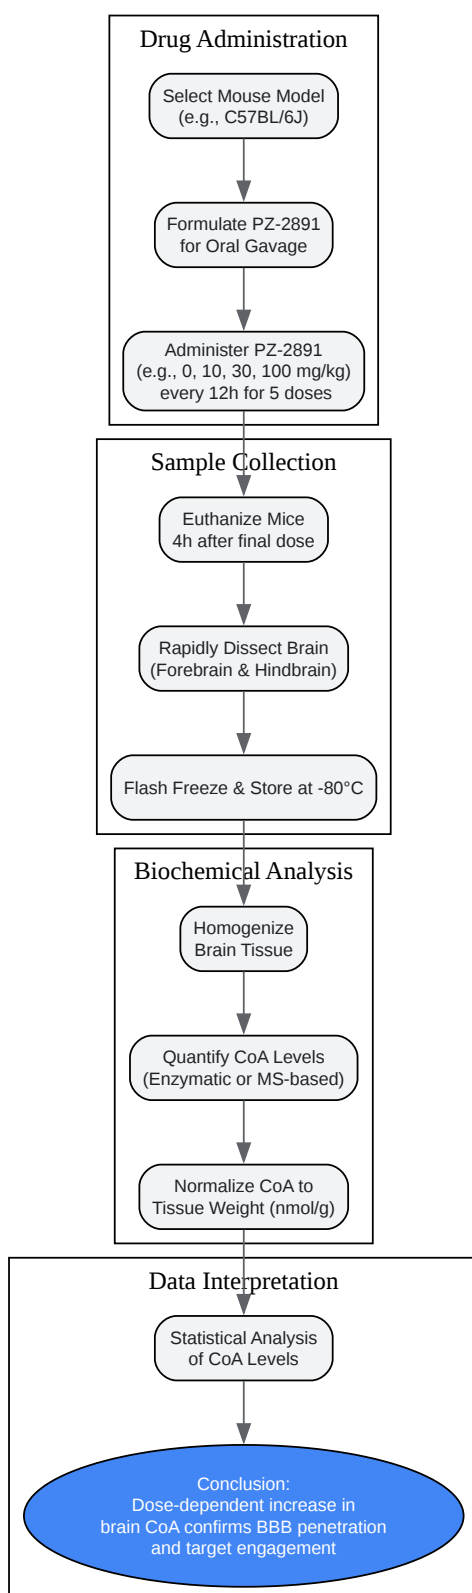 Drug Administration
Select Mouse Model
(e.g., C57BL/6J)
Formulate PZ-2891
for Oral Gavage
Administer PZ-2891
(e.g., 0, 10, 30, 100 mg/kg)
every 12h for 5 doses
Sample Collection
Euthanize Mice
4h after final dose
Rapidly Dissect Brain
(Forebrain & Hindbrain)
Flash Freeze & Store at -80°C
Biochemical Analysis
Homogenize
Brain Tissue
Quantify CoA Levels
(Enzymatic or MS-based)
Normalize CoA to
Tissue Weight (nmol/g)
Data Interpretation
Statistical Analysis
of CoA Levels
Conclusion:
Dose-dependent increase in
brain CoA confirms BBB penetration
and target engagement